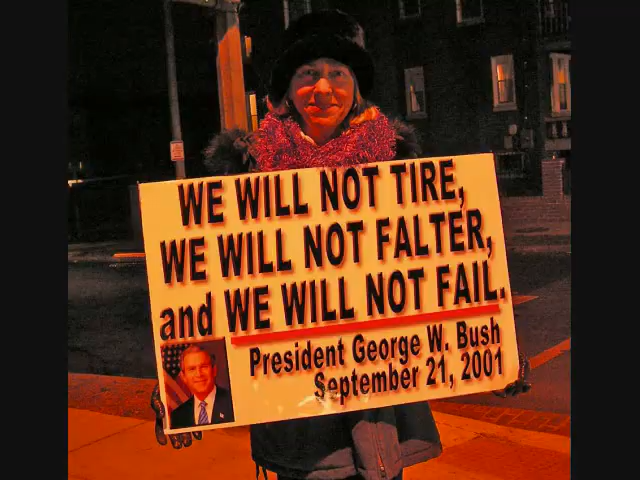 WE WILL NOT TIRE,
WE WILL NOT FALTER,
and WE WILL NOT FAIL.
President George W. Bush
September 21, 2001